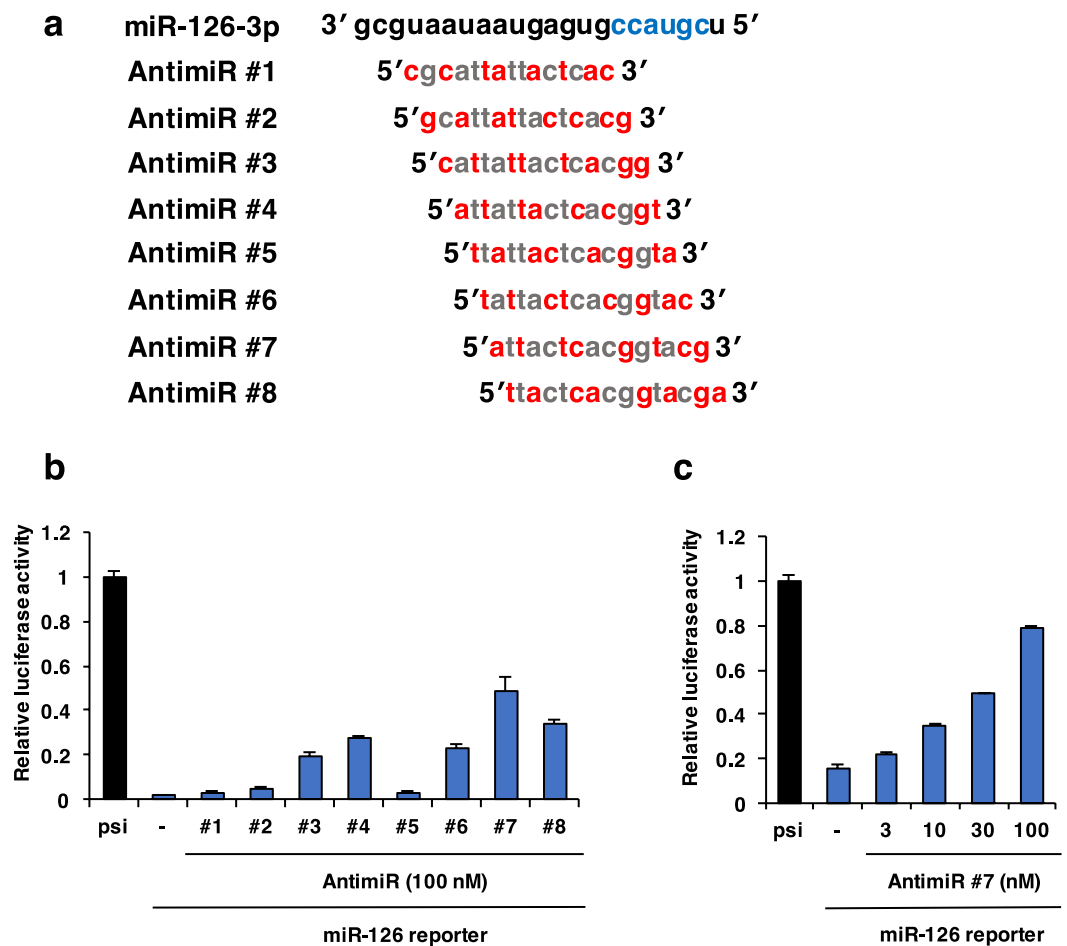 a
miR-126-3p 3′ gcguaauaaugagugccaugcu 5′
AntimiR #1 5′cgcattattactcac 3′
AntimiR #2 5′gcattattactcacg 3′
AntimiR #3 5′cattattactcacgg 3′
AntimiR #4 5′attattactcacggt 3′
AntimiR #5 5′ttattactcacggta 3′
AntimiR #6 5′tattactcacggtac 3′
AntimiR #7 5′attactcacggtacg 3′
AntimiR #8 5′ttactcacggtacga 3′
b
Relative luciferase activity
1.2
1
0.8
0.6
0.4
0.2
0
psi - #1 #2 #3 #4 #5 #6 #7 #8
AntimiR (100 nM)
miR-126 reporter
c
Relative luciferase activity
1.2
1
0.8
0.6
0.4
0.2
0
psi - 3 10 30 100
AntimiR #7 (nM)
miR-126 reporter